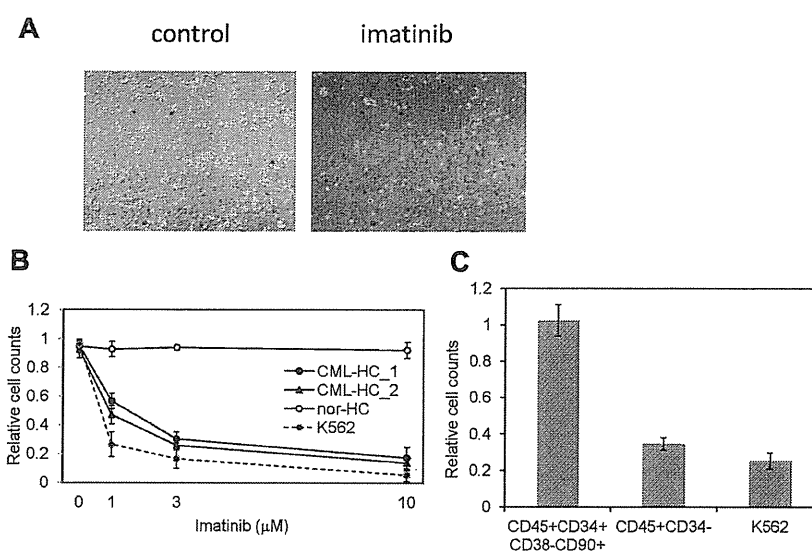 A
control
imatinib
B
Relative cell counts
1.2
1
0.8
0.6
0.4
0.2
0
CML-HC_1
CML-HC_2
nor-HC
K562
0
1
3
10
Imatinib (μM)
C
Relative cell counts
1.2
1
0.8
0.6
0.4
0.2
0
CD45+CD34+
CD38-CD90+
CD45+CD34-
K562